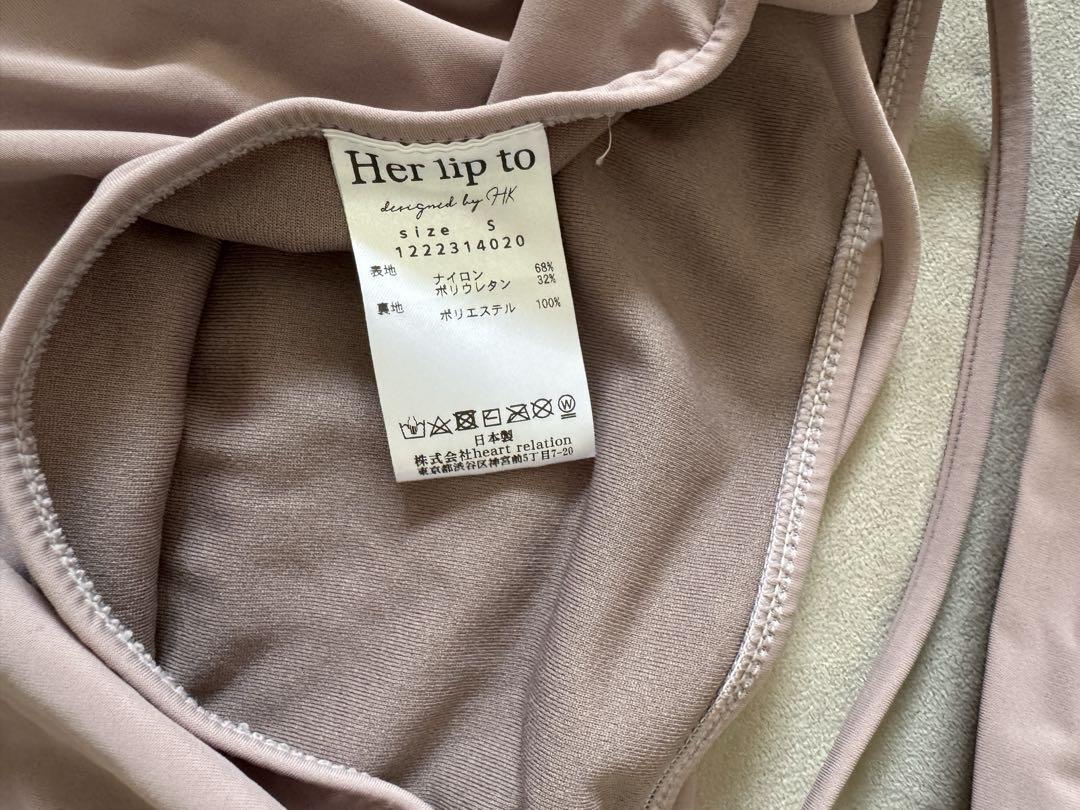 Her lip to
designed by HK
size S
1222314020
表地 ナイロン 68%
ポリウレタン 32%
裏地 ポリエステル 100%
W
日本製
株式会社heart relation
東京都渋谷区神宮前5丁目7-20